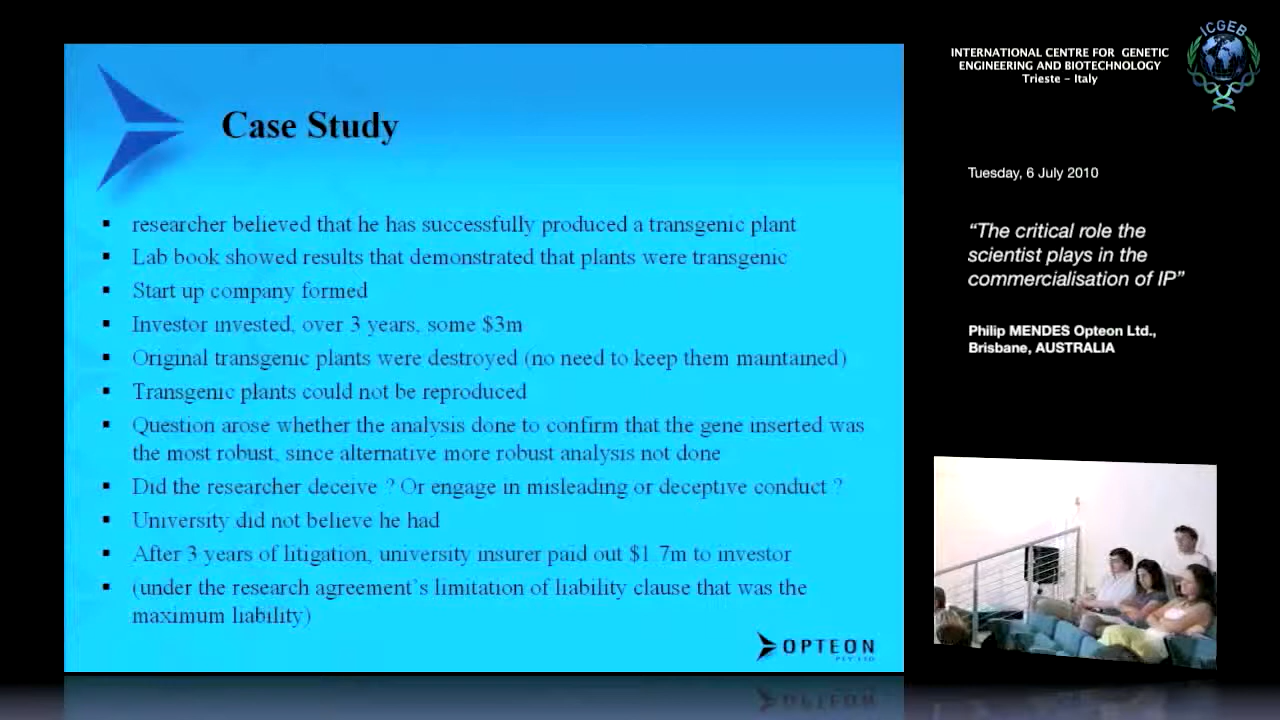 Case Study
▪ researcher believed that he has successfully produced a transgenic plant
▪ Lab book showed results that demonstrated that plants were transgenic
▪ Start up company formed
▪ Investor invested, over 3 years, some $3m
▪ Original transgenic plants were destroyed (no need to keep them maintained)
▪ Transgenic plants could not be reproduced
▪ Question arose whether the analysis done to confirm that the gene inserted was
the most robust, since alternative more robust analysis not done
▪ Did the researcher deceive ? Or engage in misleading or deceptive conduct ?
▪ University did not believe he had
▪ After 3 years of litigation, university insurer paid out $1.7m to investor
▪ (under the research agreement's limitation of liability clause that was the
maximum liability)
OPTEON
PTY LTD
INTERNATIONAL CENTRE FOR GENETIC
ENGINEERING AND BIOTECHNOLOGY
Trieste - Italy
ICGEB
Tuesday, 6 July 2010
“The critical role the
scientist plays in the
commercialisation of IP”
Philip MENDES Opteon Ltd.,
Brisbane, AUSTRALIA